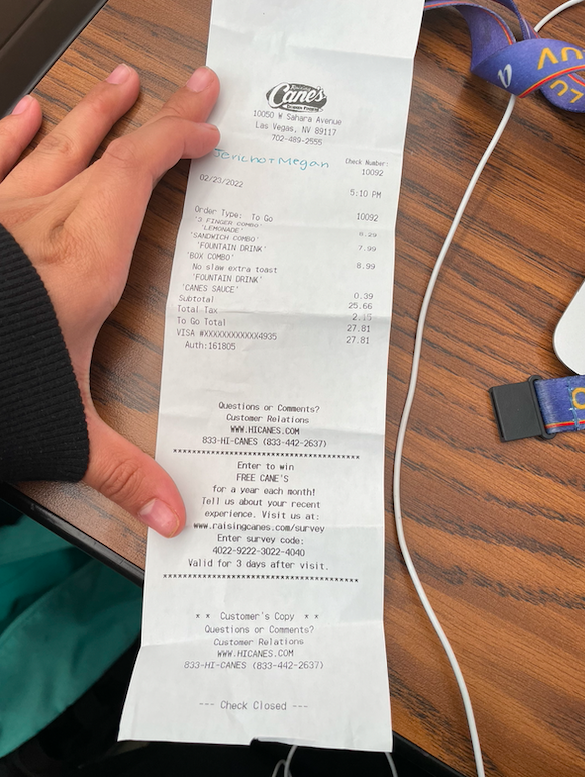 Raising
Cane's
CHICKEN FINGERS
10050 W Sahara Avenue
Las Vegas, NV 89117
702-489-2555
Jericho + Megan
Check Number:
10092
02/23/2022
5:10 PM
Order Type: To Go 10092
'3 FINGER COMBO' 8.29
'LEMONADE'
'SANDWICH COMBO' 7.99
'FOUNTAIN DRINK'
'BOX COMBO' 8.99
No slaw extra toast
'FOUNTAIN DRINK'
'CANES SAUCE' 0.39
Subtotal 25.66
Total Tax 2.15
To Go Total 27.81
VISA #XXXXXXXXXXXX4935 27.81
Auth:161805
Questions or Comments?
Customer Relations
WWW.HICANES.COM
833-HI-CANES (833-442-2637)
****************************************
Enter to win
FREE CANE'S
for a year each month!
Tell us about your recent
experience. Visit us at:
www.raisingcanes.com/survey
Enter survey code:
4022-9222-3022-4040
Valid for 3 days after visit.
****************************************
* * Customer's Copy * *
Questions or Comments?
Customer Relations
WWW.HICANES.COM
833-HI-CANES (833-442-2637)
--- Check Closed ---